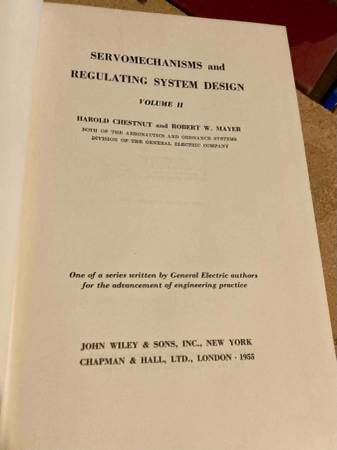 SERVOMECHANISMS and
REGULATING SYSTEM DESIGN
VOLUME II
HAROLD CHESTNUT and ROBERT W. MAYER
BOTH OF THE AERONAUTICS AND ORDNANCE SYSTEMS
DIVISION OF THE GENERAL ELECTRIC COMPANY
One of a series written by General Electric authors
for the advancement of engineering practice
JOHN WILEY & SONS, INC., NEW YORK
CHAPMAN & HALL, LTD., LONDON · 1955